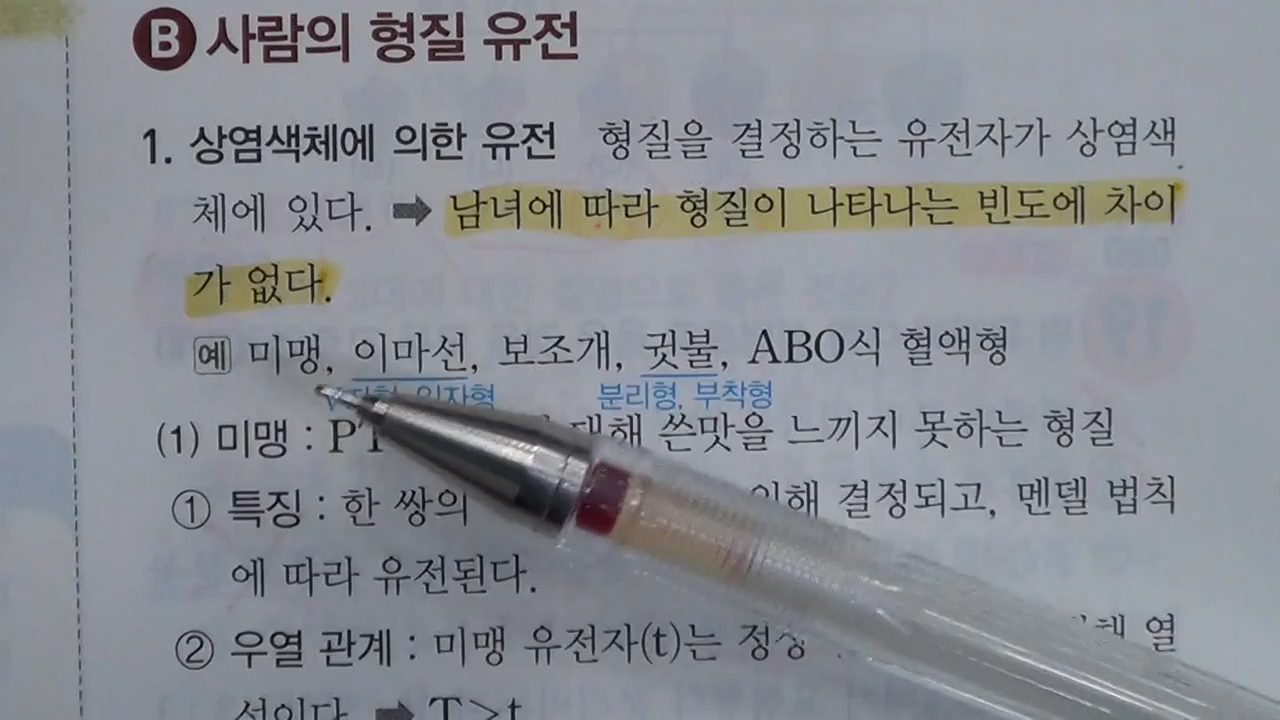 B 사람의 형질 유전
1. 상염색체에 의한 유전 형질을 결정하는 유전자가 상염색
체에 있다. ➡ 남녀에 따라 형질이 나타나는 빈도에 차이
가 없다.
예 미맹, 이마선, 보조개, 귓불, ABO식 혈액형
분리형, 부착형
(1) 미맹 : PT 대해 쓴맛을 느끼지 못하는 형질
① 특징 : 한 쌍의 의해 결정되고, 멘델 법칙
에 따라 유전된다.
② 우열 관계 : 미맹 유전자(t)는 정상 열
성이다. ➡ T>t